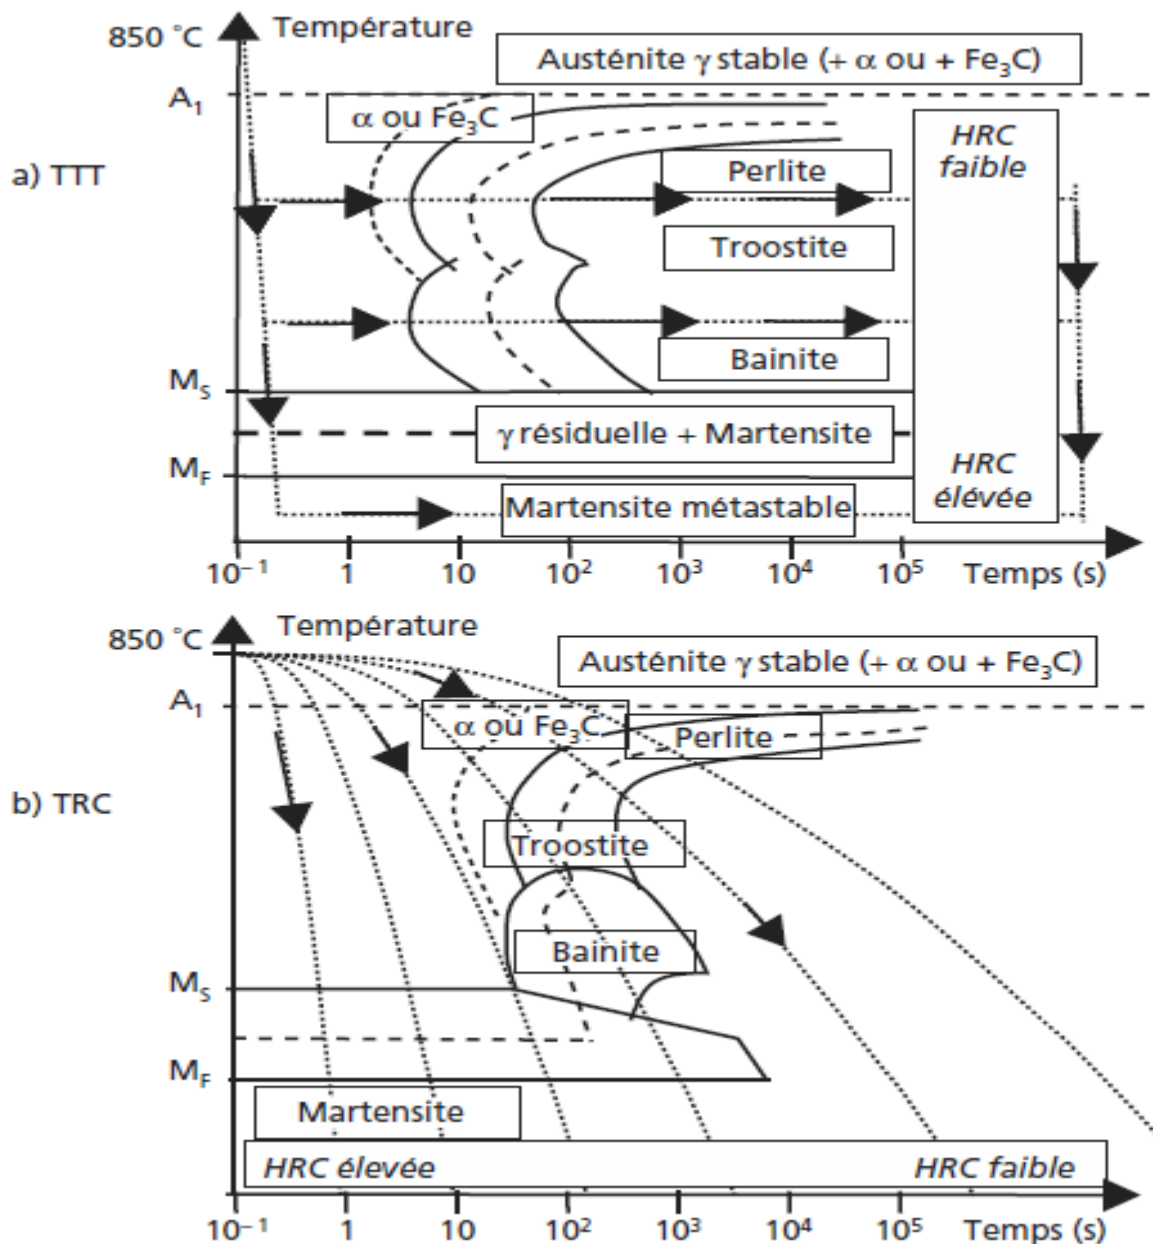 850 °C
Température
Austénite γ stable (+ α ou + Fe₃C)
A₁
α ou Fe₃C
HRC
faible
a) TTT
Perlite
Troostite
Bainite
Mₛ
γ résiduelle + Martensite
M_F
HRC
élévée
Martensite métastable
10⁻¹ 1 10 10² 10³ 10⁴ 10⁵ Temps (s)
850 °C
Température
Austénite γ stable (+ α ou + Fe₃C)
A₁
α ou Fe₃C
Perlite
b) TRC
Troostite
Bainite
Mₛ
M_F
Martensite
HRC élevée
HRC faible
10⁻¹ 1 10 10² 10³ 10⁴ 10⁵ Temps (s)